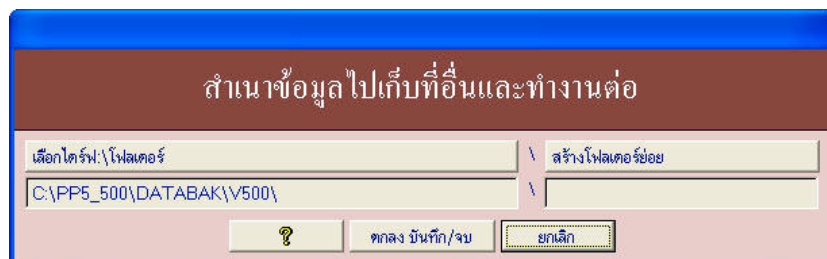 สำเนาข้อมูลไปเก็บที่อื่นและทำงานต่อ
เลือกไดร์ฟ:\โฟลเดอร์ \ สร้างโฟลเดอร์ย่อย
C:\PP5_500\DATABAK\V500\ \
? ตกลง บันทึก/จบ ยกเลิก